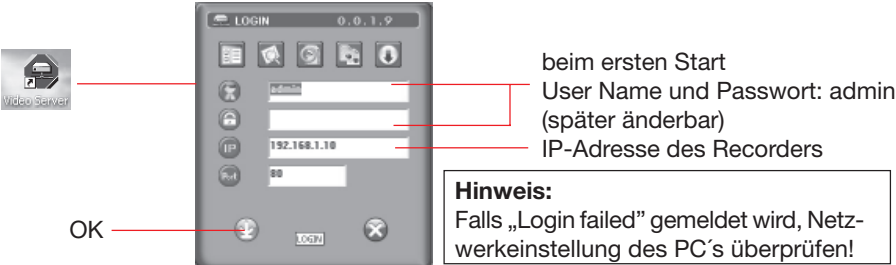 LOGIN 0.0.1.9
Video Server
admin
IP
192.168.1.10
Port
80
LOGIN
OK
beim ersten Start
User Name und Passwort: admin
(später änderbar)
IP-Adresse des Recorders
Hinweis:
Falls „Login failed” gemeldet wird, Netz-
werkeinstellung des PC´s überprüfen!